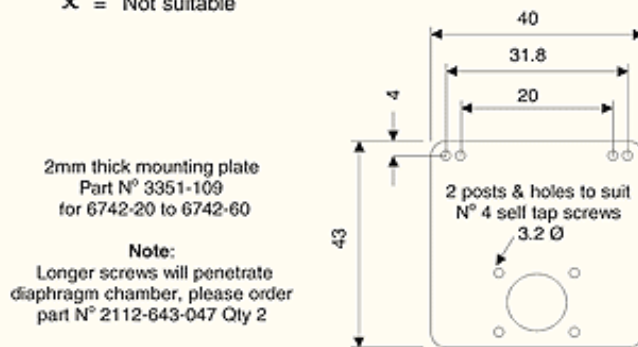 X = Not suitable
40
31.8
20
4
2mm thick mounting plate
Part N° 3351-109
for 6742-20 to 6742-60
Note:
Longer screws will penetrate
diaphragm chamber, please order
part N° 2112-643-047 Qty 2
43
2 posts & holes to suit
N° 4 self tap screws
3.2 Ø